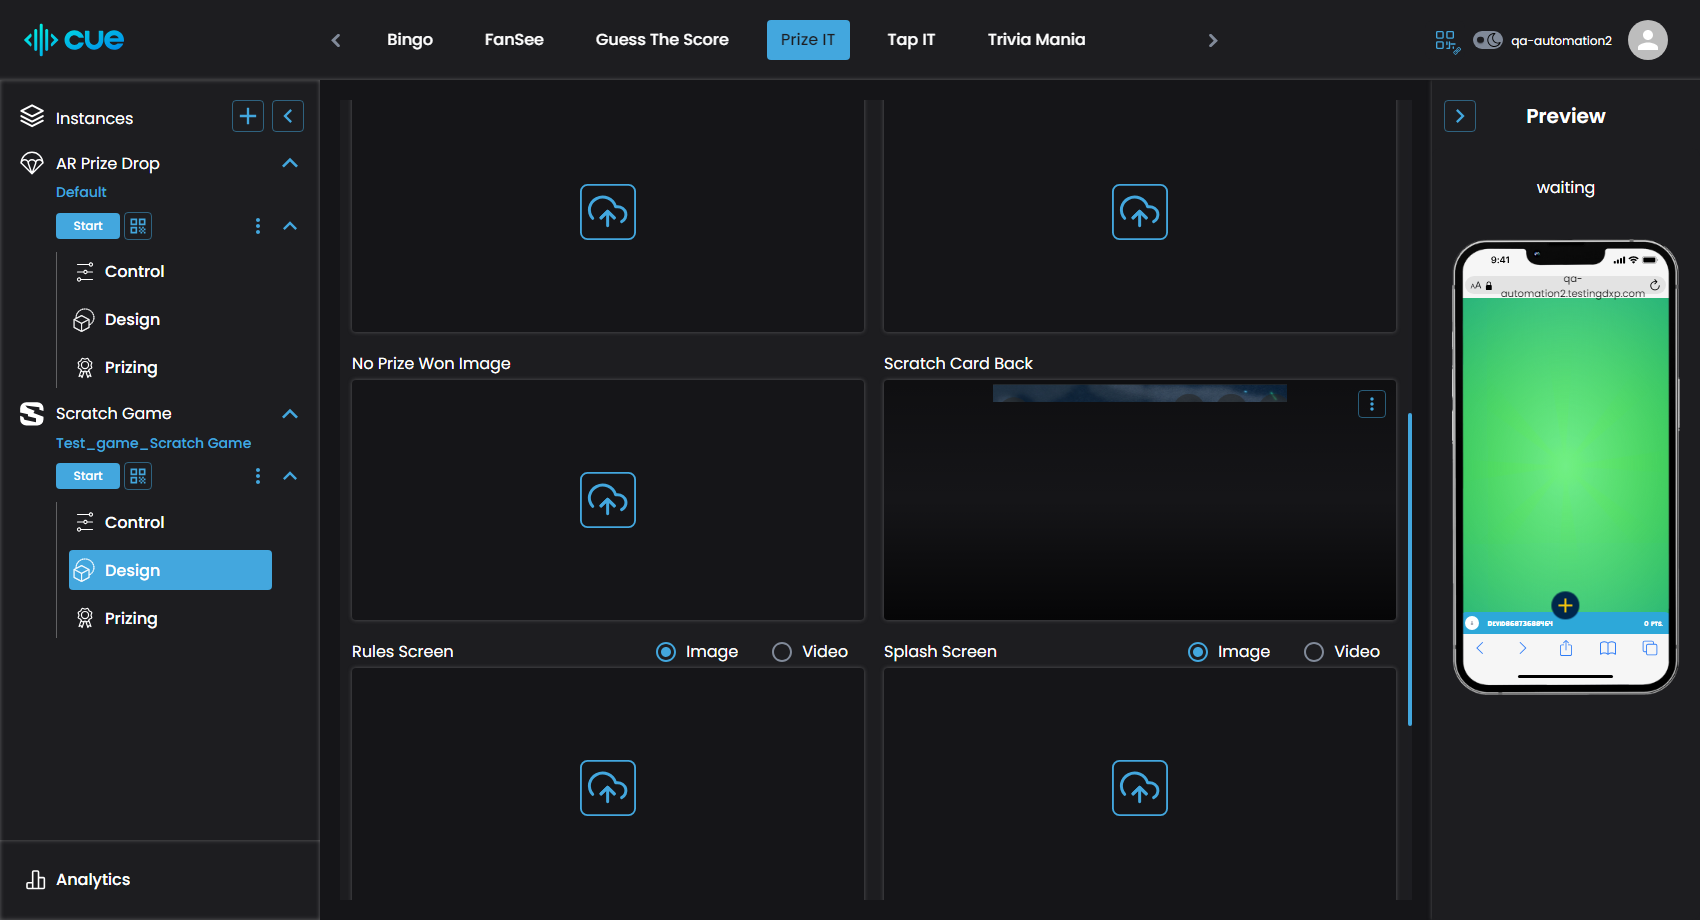 cue
Bingo
FanSee
Guess The Score
Prize IT
Tap IT
Trivia Mania
qa-automation2
Instances
AR Prize Drop
Default
Start
Control
Design
Prizing
Scratch Game
Test_game_Scratch Game
Start
Control
Design
Prizing
Analytics
No Prize Won Image
Scratch Card Back
Rules Screen
Image
Video
Splash Screen
Image
Video
Preview
waiting
9:41
AA
qa-
automation2.testingdxp.com
0 PTS.